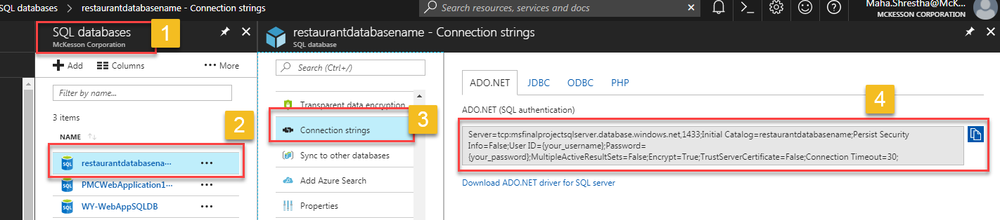 SQL databases > restaurantdatabasename - Connection strings
Search resources, services and docs
Maha.Shrestha@McK...
MCKESSON CORPORATION
SQL databases
McKesson Corporation
1
Add
Columns
More
Filter by name...
3 items
NAME
2
restaurantdatabasena...
PMCWebApplication1...
WY-WebAppSQLDB
restaurantdatabasename - Connection strings
SQL database
Search (Ctrl+/)
Transparent data encryption
Connection strings
3
Sync to other databases
Add Azure Search
Properties
ADO.NET
JDBC
ODBC
PHP
ADO.NET (SQL authentication)
4
Server=tcp:msfinalprojectsqlserver.database.windows.net,1433;Initial Catalog=restaurantdatabasename;Persist Security
Info=False;User ID={your_username};Password=
{your_password};MultipleActiveResultSets=False;Encrypt=True;TrustServerCertificate=False;Connection Timeout=30;
Download ADO.NET driver for SQL server
SQL
SQL
SQL